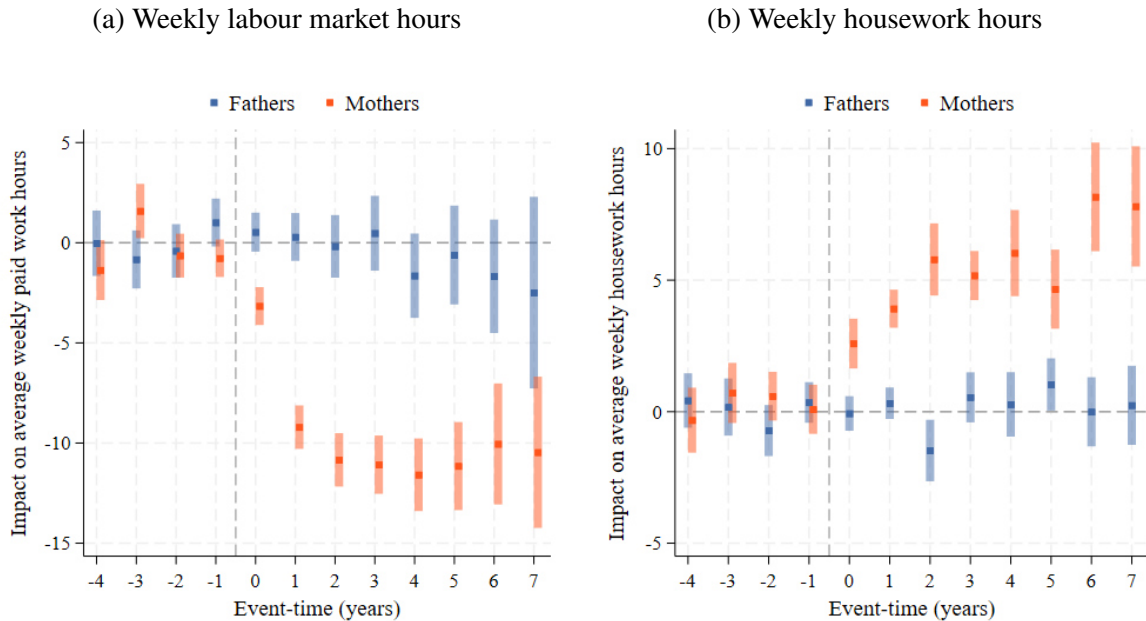 (a) Weekly labour market hours
Fathers Mothers
Impact on average weekly paid work hours
5
0
-5
-10
-15
-4 -3 -2 -1 0 1 2 3 4 5 6 7
Event-time (years)
(b) Weekly housework hours
Fathers Mothers
Impact on average weekly housework hours
10
5
0
-5
-4 -3 -2 -1 0 1 2 3 4 5 6 7
Event-time (years)